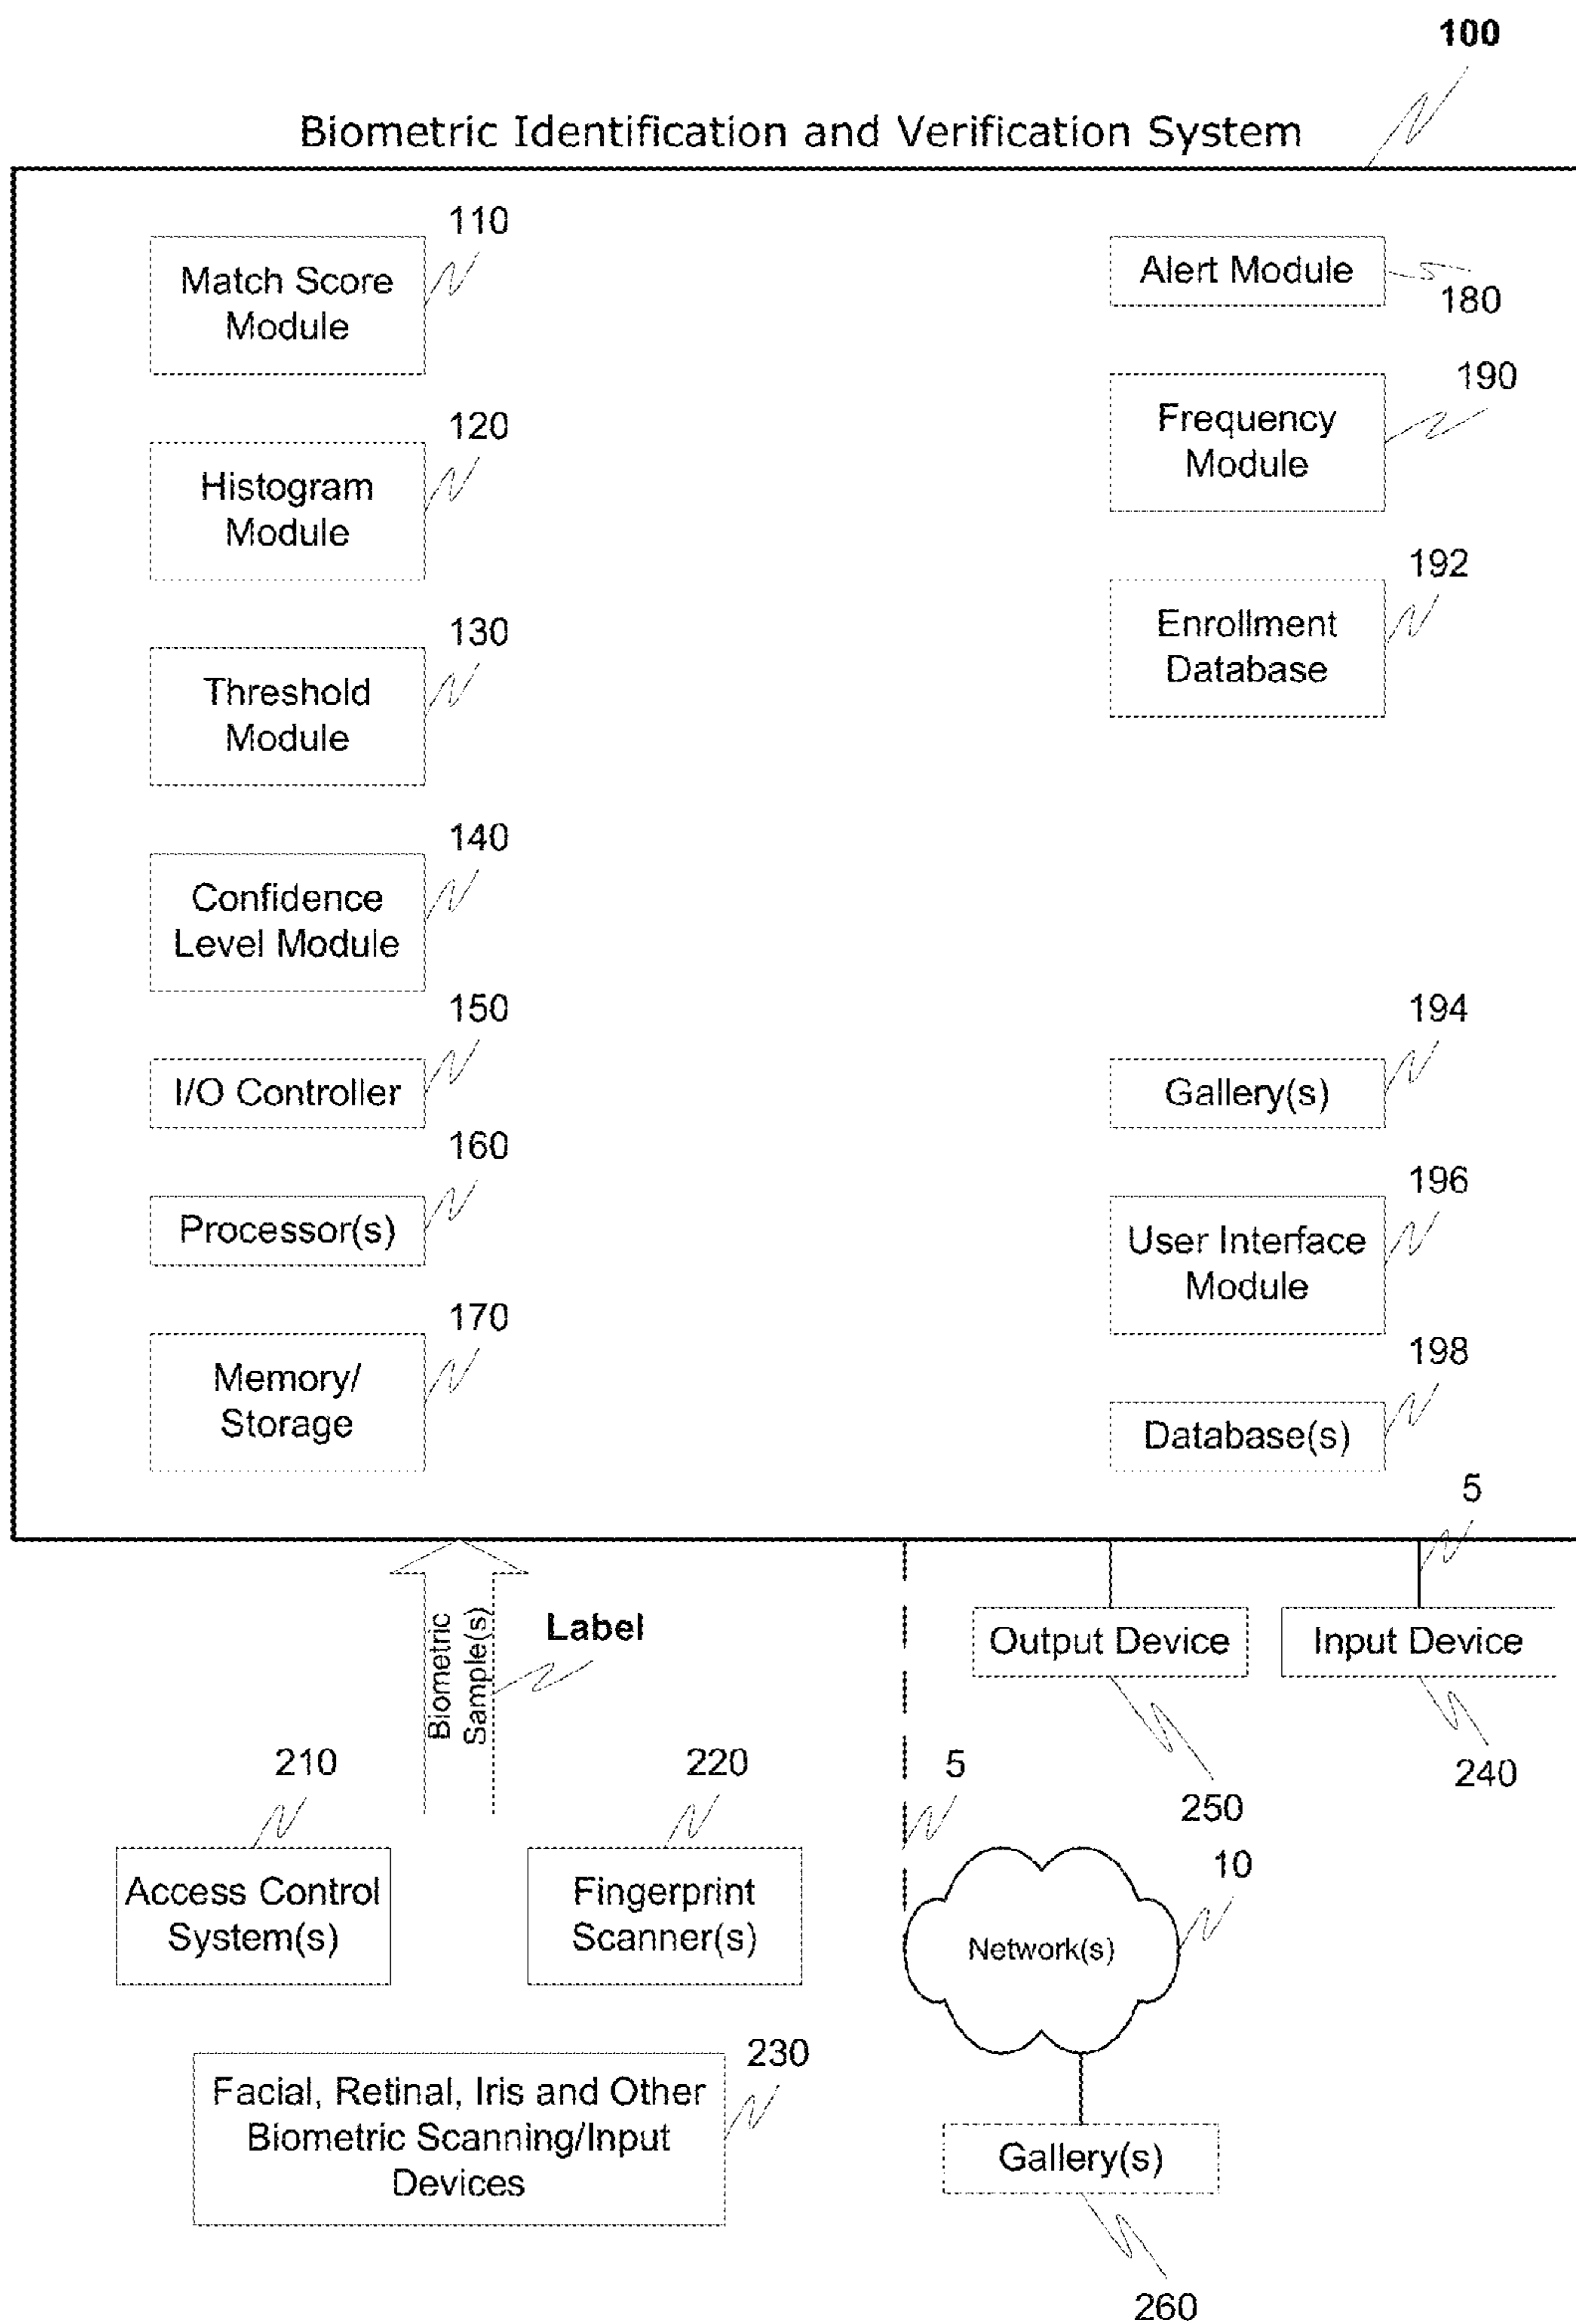 100
Biometric Identification and Verification System
110
Match Score
Module
120
Histogram
Module
130
Threshold
Module
140
Confidence
Level Module
150
I/O Controller
160
Processor(s)
170
Memory/
Storage
Alert Module
180
190
Frequency
Module
192
Enrollment
Database
194
Gallery(s)
196
User Interface
Module
198
Database(s)
5
Biometric
Sample(s)
Label
Output Device
250
Input Device
240
210
Access Control
System(s)
220
Fingerprint
Scanner(s)
230
Facial, Retinal, Iris and Other
Biometric Scanning/Input
Devices
5
10
Network(s)
Gallery(s)
260